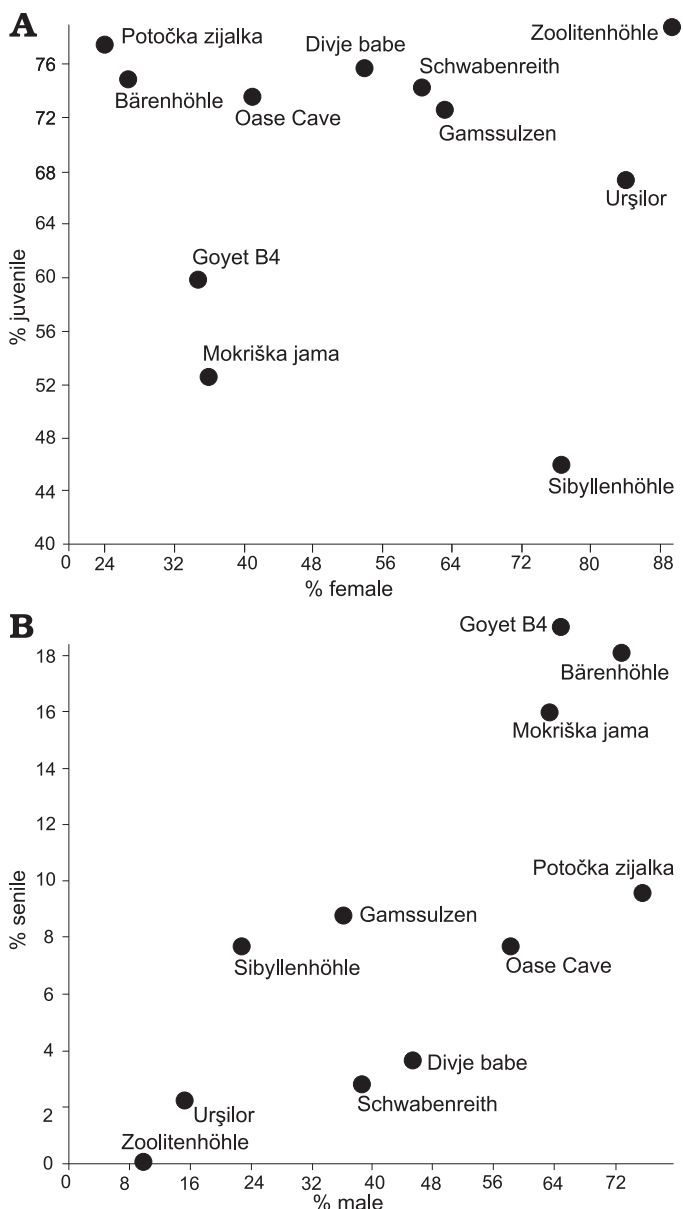 A
Potočka zijalka
Divje babe
Zoolitenhöhle
Schwabenreith
Bärenhöhle
Oase Cave
Gamssulzen
Urşilor
Goyet B4
Mokriška jama
Sibyllenhöhle
% juvenile
76
72
68
64
60
56
52
48
44
40
0 24 32 40 48 56 64 72 80 88
% female
B
Goyet B4
Bärenhöhle
Mokriška jama
Potočka zijalka
Gamssulzen
Sibyllenhöhle
Oase Cave
Divje babe
Schwabenreith
Urşilor
Zoolitenhöhle
% senile
18
16
14
12
10
8
6
4
2
0
0 8 16 24 32 40 48 56 64 72
% male